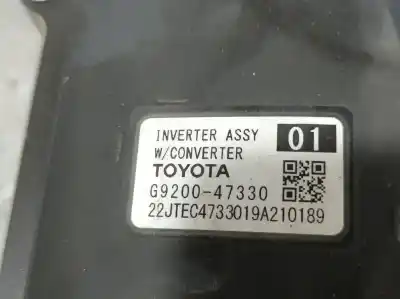 INVERTER ASSY 01
W/CONVERTER
TOYOTA
G9200-47330
22JTEC4733019A210189